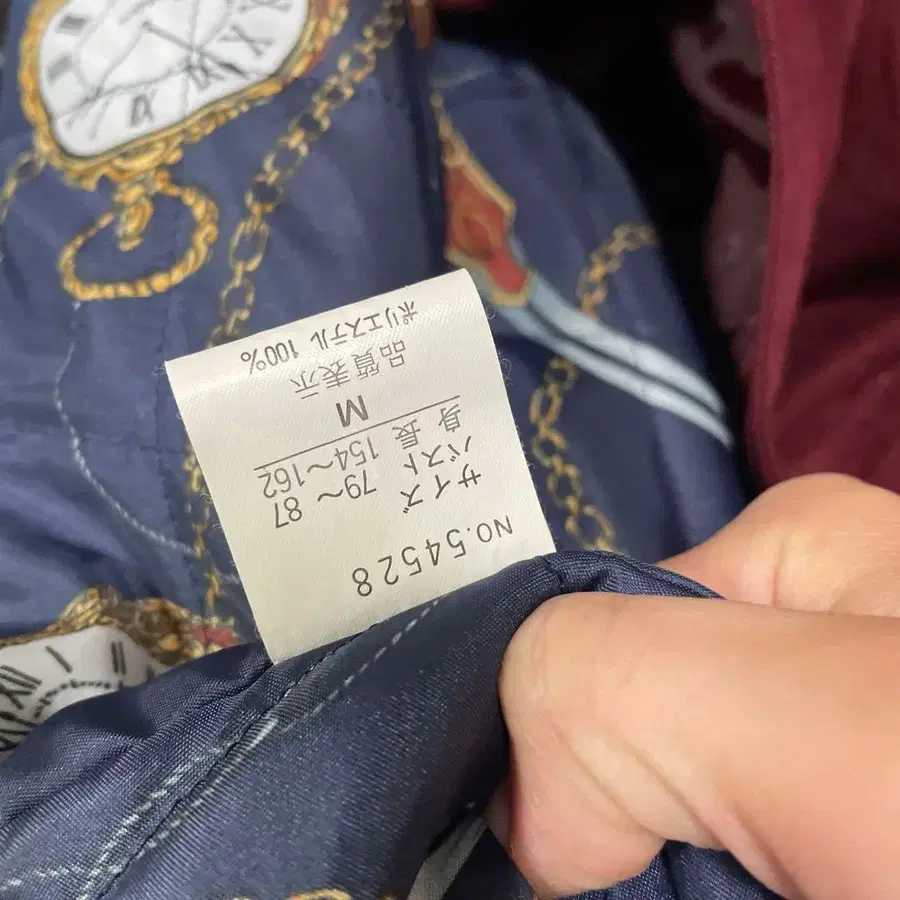 NO.54528
サイズ
バスト 79〜87
身長 154〜162
M
品質表示
ポリエステル 100%